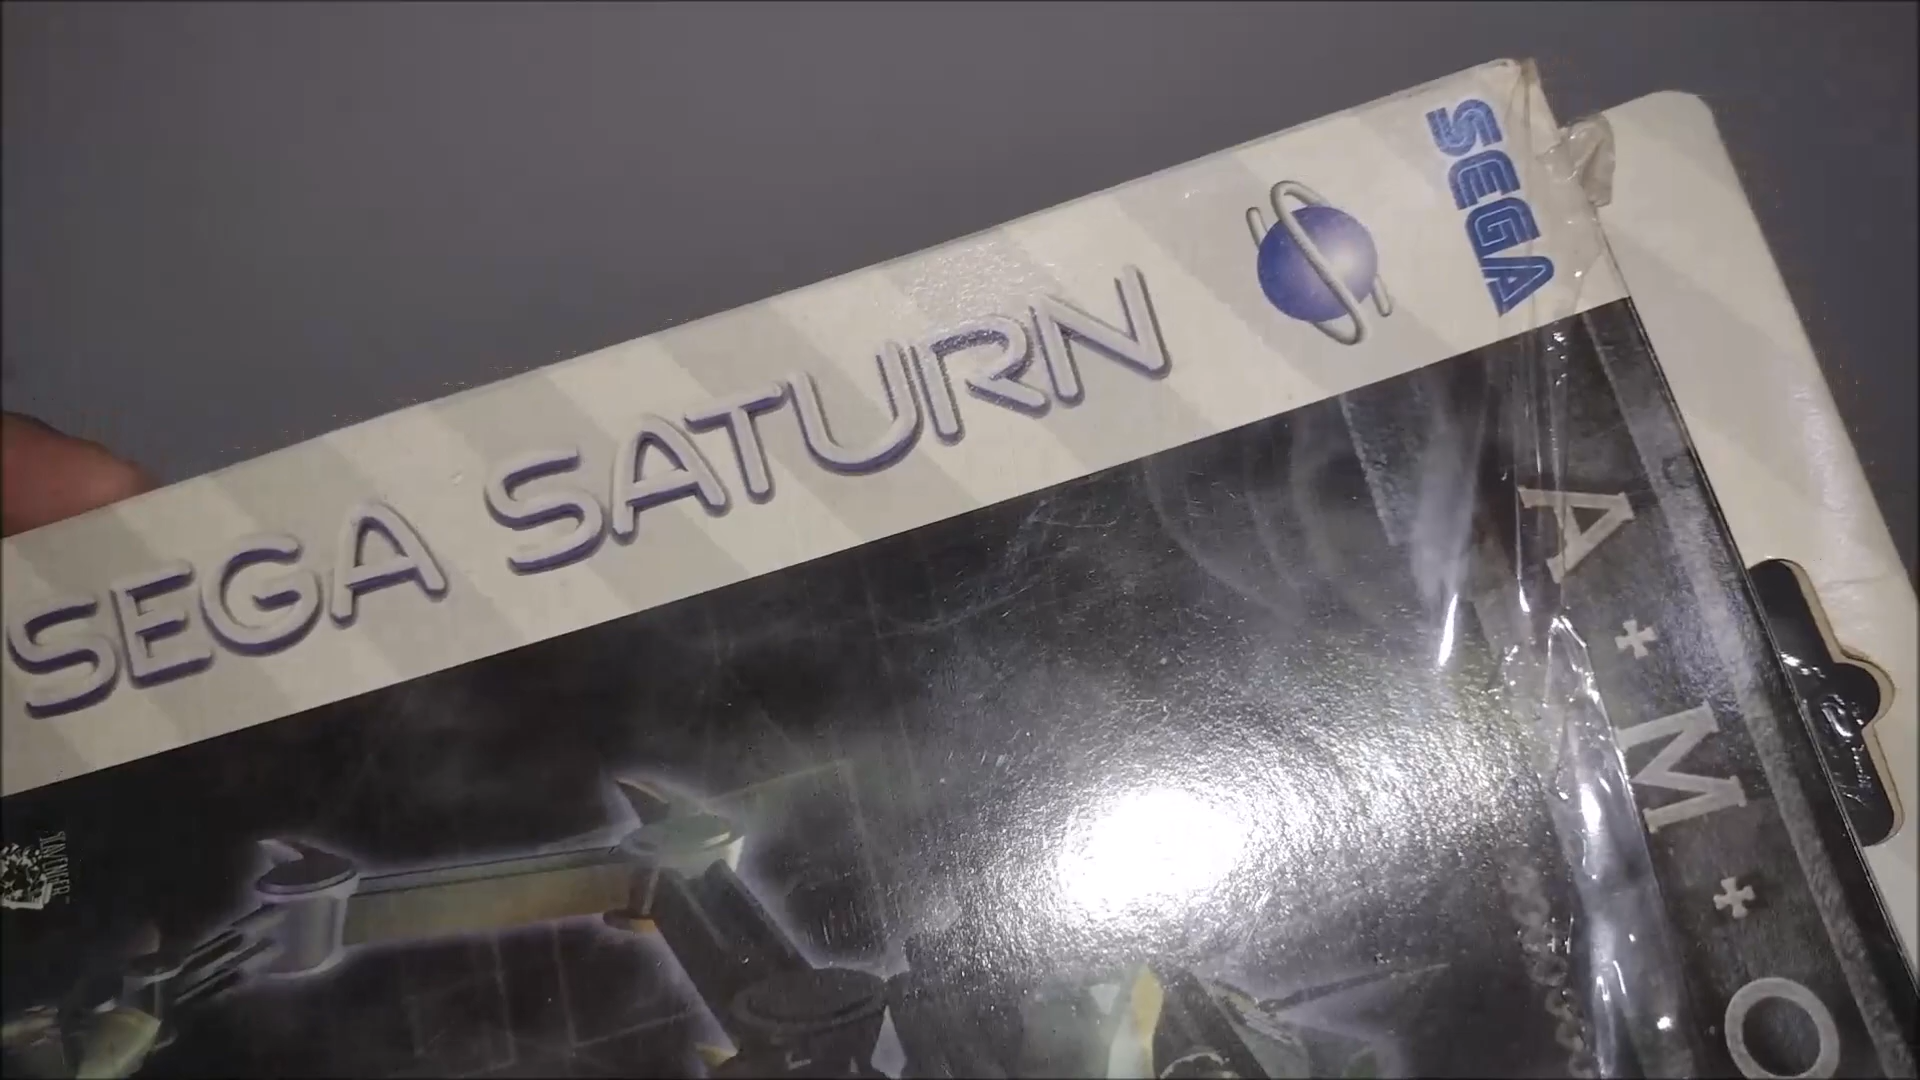 SEGA SATURN
SEGA
A ✠ M ✠ O